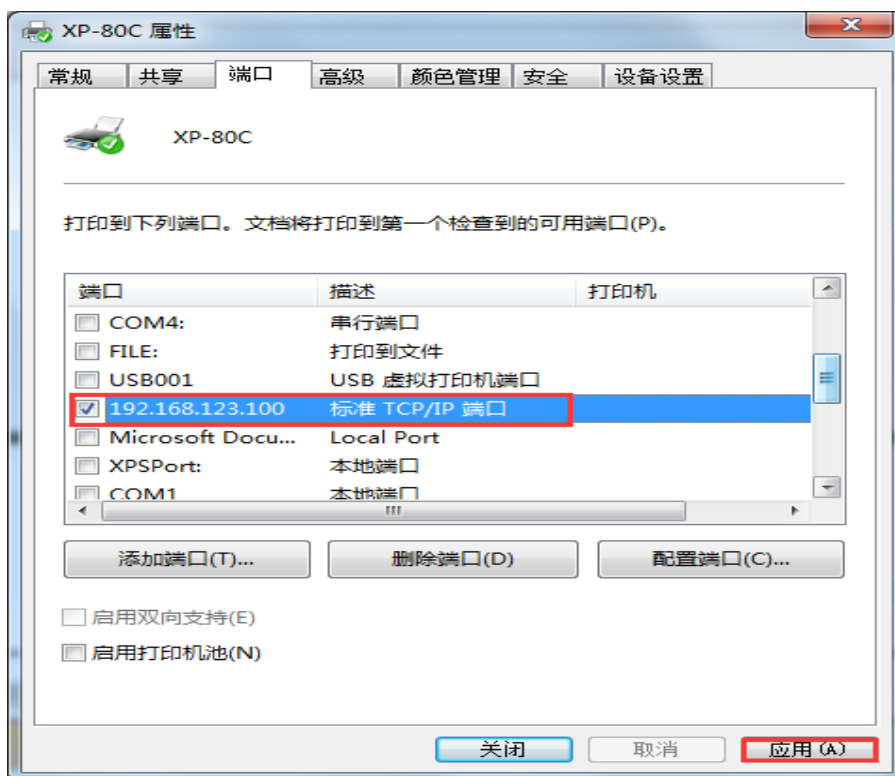 XP-80C 属性
常规 共享 端口 高级 颜色管理 安全 设备设置
XP-80C
打印到下列端口。文档将打印到第一个检查到的可用端口(P)。
端口 描述 打印机
COM4: 串行端口
FILE: 打印到文件
USB001 USB 虚拟打印机端口
192.168.123.100 标准 TCP/IP 端口
Microsoft Docu... Local Port
XPSPort: 本地端口
COM1 本地端口
添加端口(T)... 删除端口(D) 配置端口(C)...
启用双向支持(E)
启用打印机池(N)
关闭 取消 应用(A)